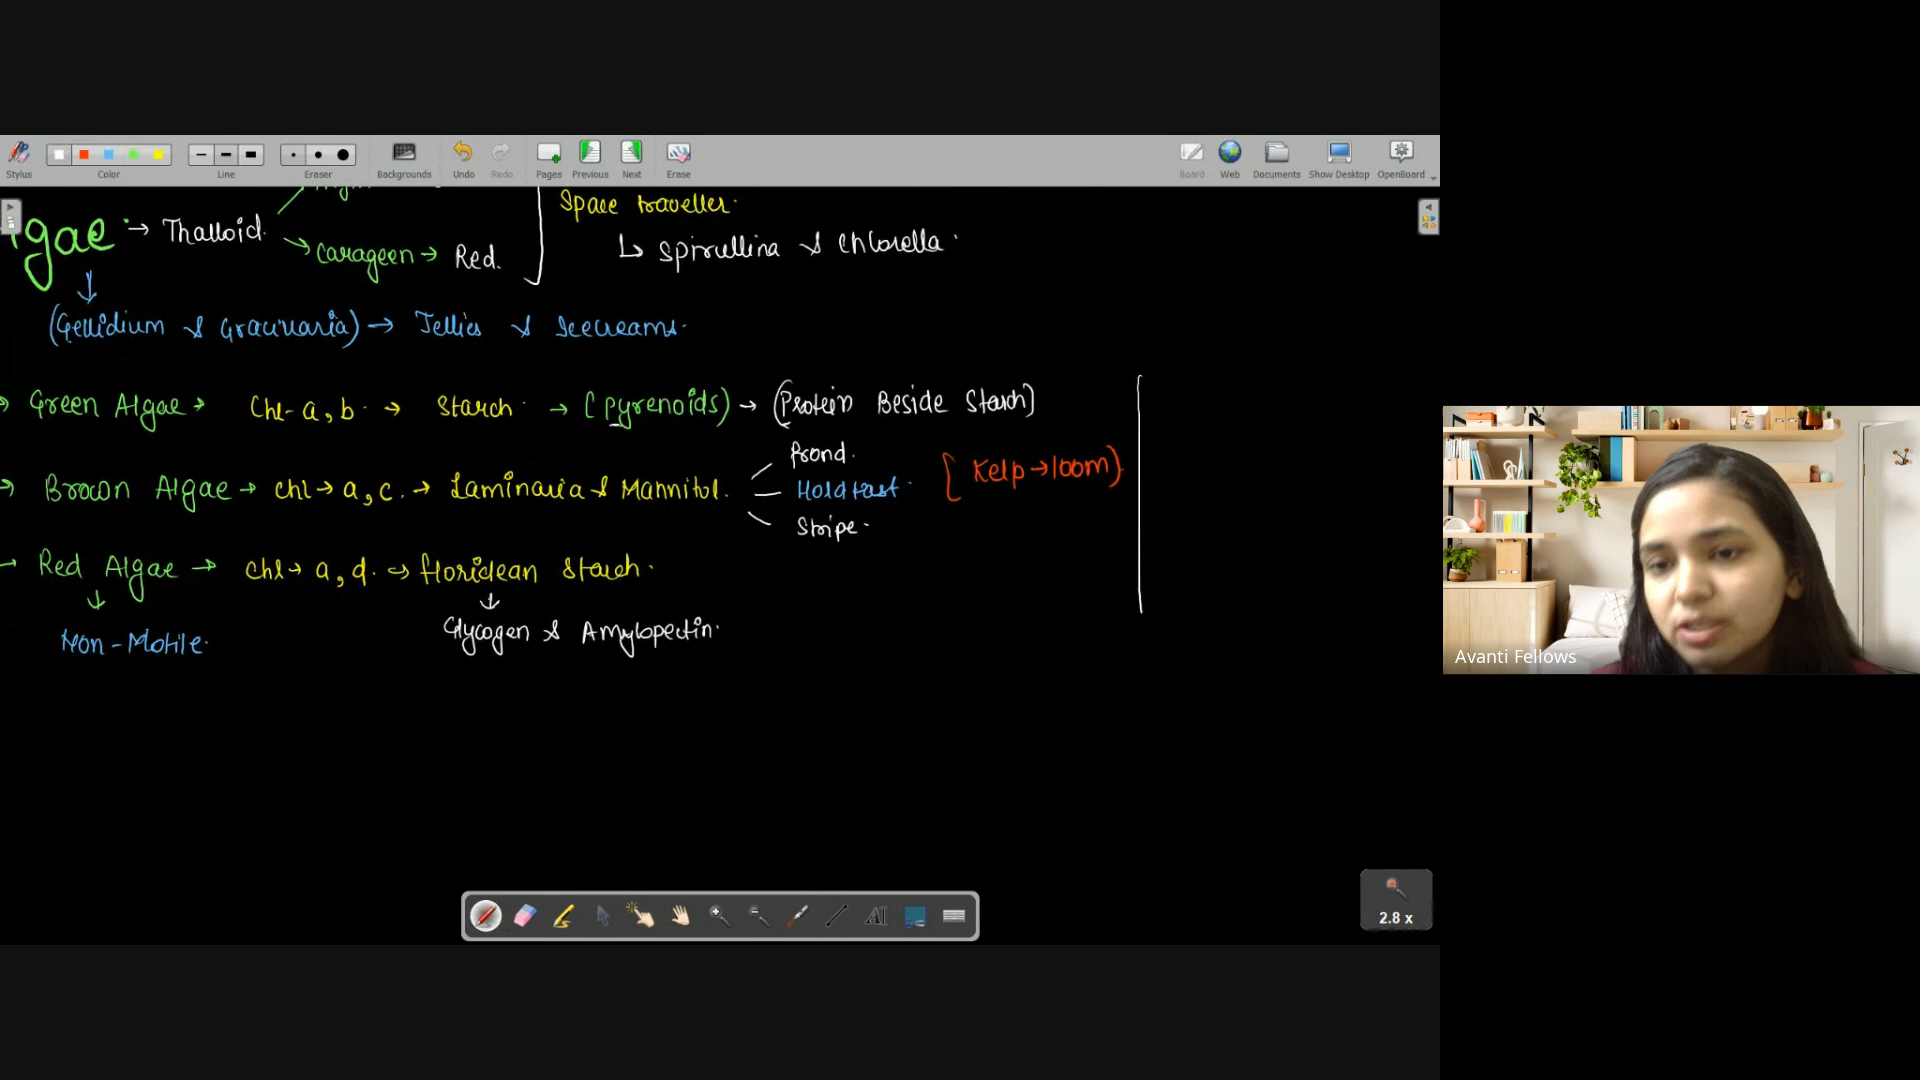 Stylus Color Line Eraser Backgrounds Undo Redo Pages Previous Next Erase Board Web Documents Show Desktop OpenBoard
Space traveller.
gae → Thalloid.
Carageen → Red.
↳ Spirullina & Chlorella.
(Gelidium & Gracilaria) → Jellies & Icecreams.
→ Green Algae → Chl-a, b. → Starch. → (Pyrenoids) → (Protein Beside Starch)
Frond.
→ Brown Algae → chl → a, c. → Laminaria & Mannitol. Holdfast. [Kelp → 100m)
Stripe.
→ Red Algae → chl → a, d. → floridean Starch.
Non-Motile. Glycogen & Amylopectin.
Avanti Fellows
2.8 x